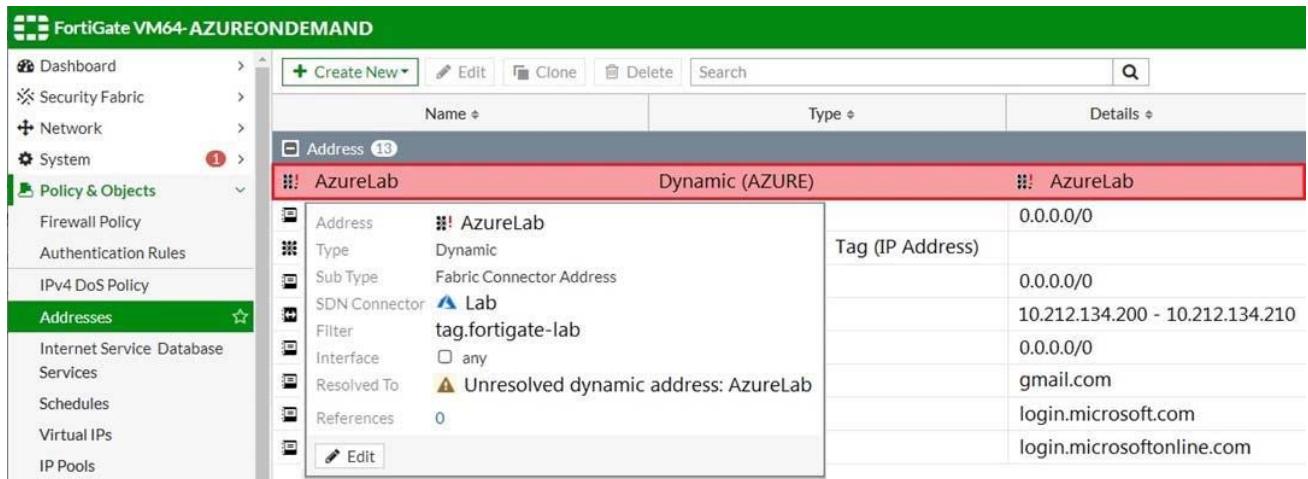 FortiGate VM64-AZUREONDEMAND
Dashboard
Security Fabric
Network
System 1
Policy & Objects
Firewall Policy
Authentication Rules
IPv4 DoS Policy
Addresses
Internet Service Database
Services
Schedules
Virtual IPs
IP Pools
+ Create New Edit Clone Delete Search
Name Type Details
Address 13
AzureLab Dynamic (AZURE) AzureLab
0.0.0.0/0
Tag (IP Address)
0.0.0.0/0
10.212.134.200 - 10.212.134.210
0.0.0.0/0
gmail.com
login.microsoft.com
login.microsoftonline.com
Address AzureLab
Type Dynamic
Sub Type Fabric Connector Address
SDN Connector Lab
Filter tag.fortigate-lab
Interface any
Resolved To Unresolved dynamic address: AzureLab
References 0
Edit